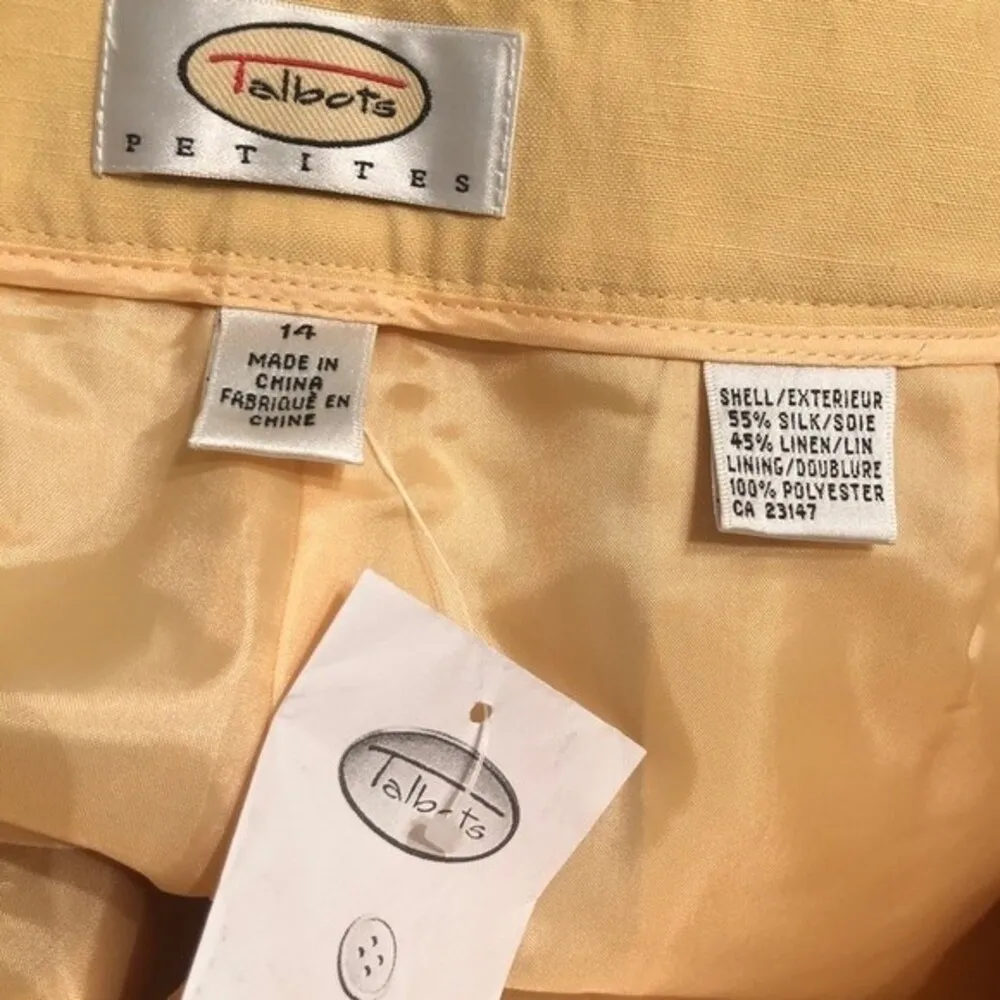 Talbots
PETITES
14
MADE IN
CHINA
FABRIQUÉ EN
CHINE
SHELL/EXTERIEUR
55% SILK/SOIE
45% LINEN/LIN
LINING/DOUBLURE
100% POLYESTER
CA 23147
Talbots